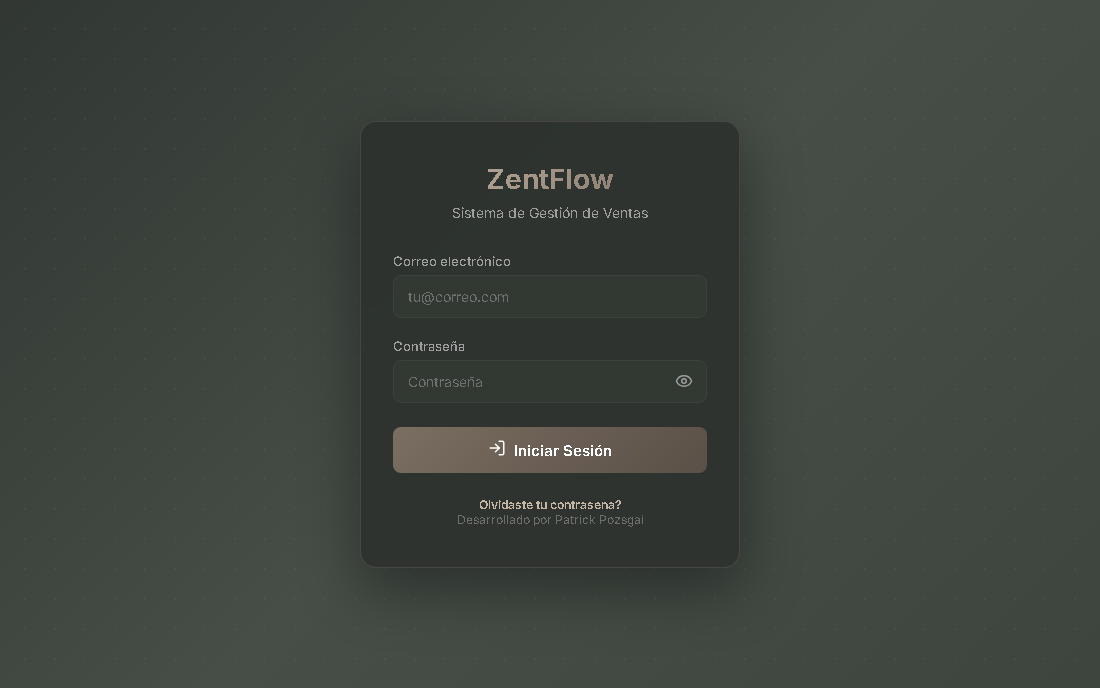 ZentFlow
Sistema de Gestión de Ventas
Correo electrónico
tu@correo.com
Contraseña
Contraseña
Iniciar Sesión
Olvidaste tu contrasena?
Desarrollado por Patrick Pozsgai